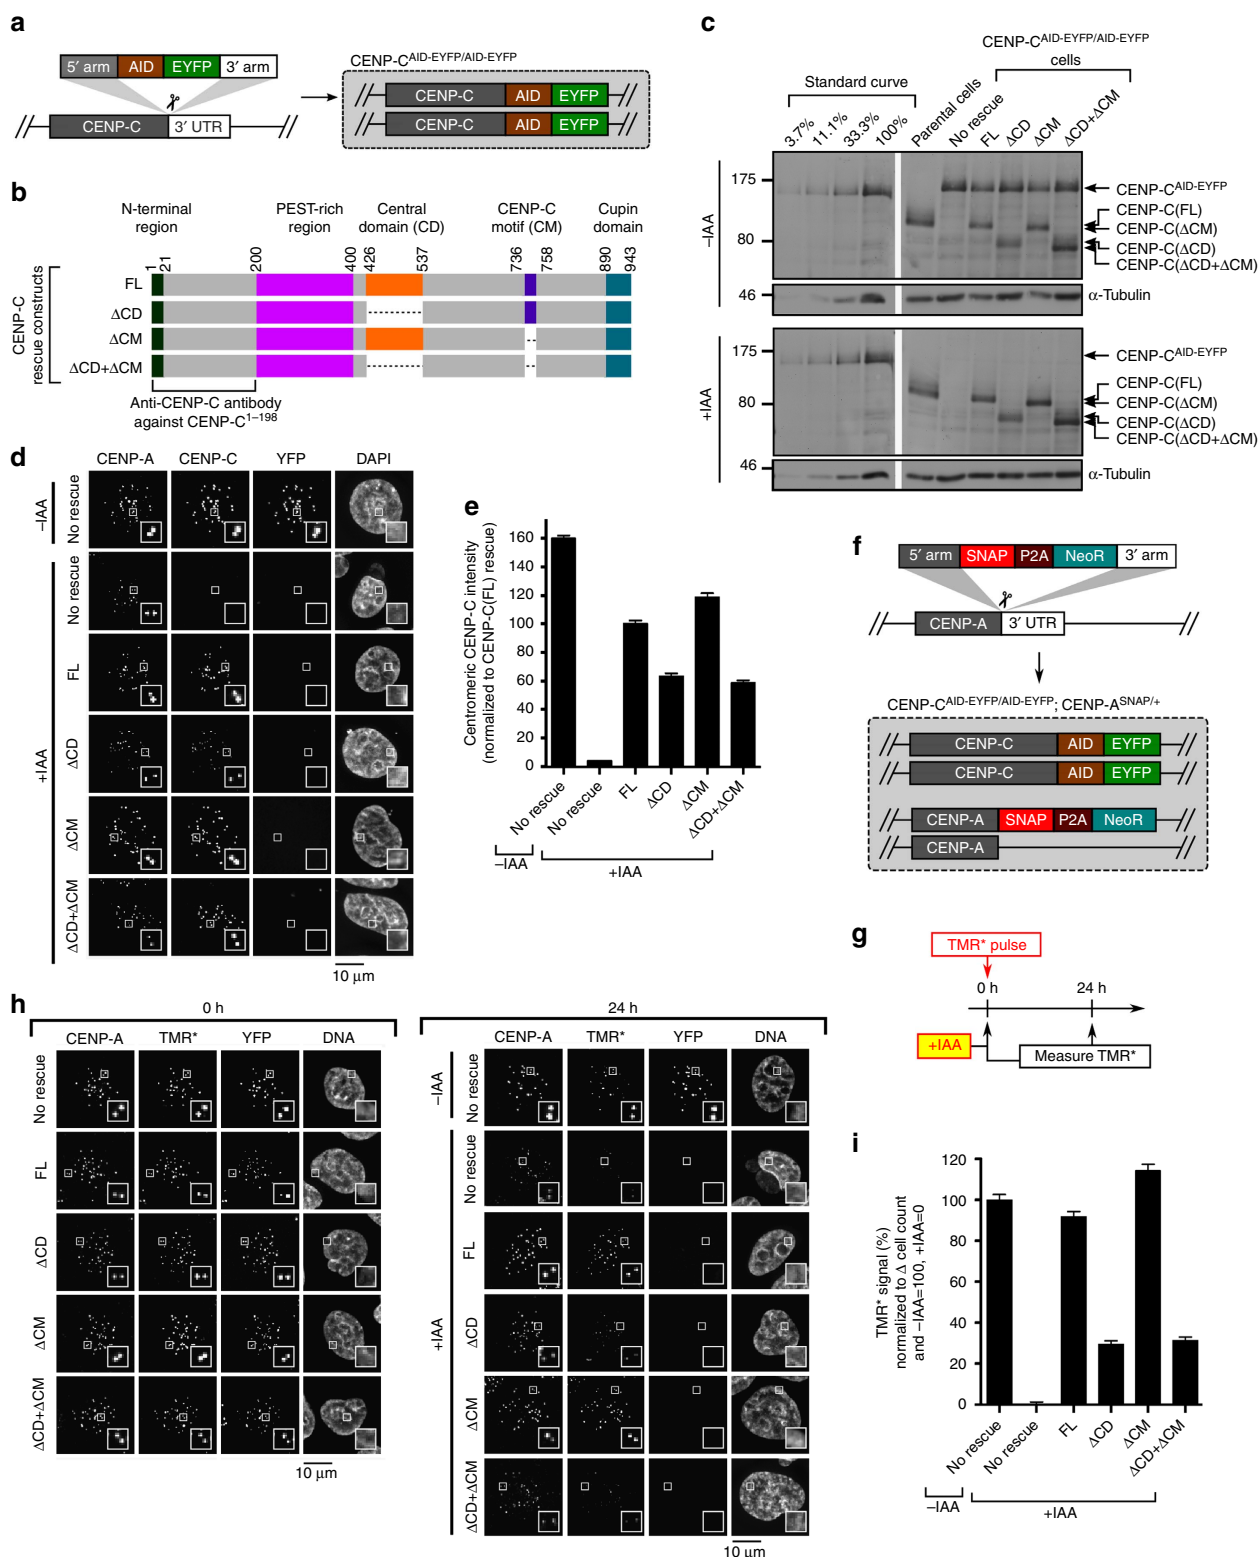 a
5′ arm AID EYFP 3′ arm
CENP-C 3′ UTR
CENP-C^AID-EYFP/AID-EYFP
CENP-C AID EYFP
CENP-C AID EYFP
b
N-terminal region
PEST-rich region
Central domain (CD)
CENP-C motif (CM)
Cupin domain
1 21 200 400 426 537 736 758 890 943
CENP-C rescue constructs
FL
ΔCD
ΔCM
ΔCD+ΔCM
Anti-CENP-C antibody
against CENP-C^1–198
c
CENP-C^AID-EYFP/AID-EYFP
cells
Standard curve
3.7% 11.1% 33.3% 100% Parental cells No rescue FL ΔCD ΔCM ΔCD+ΔCM
–IAA
175
80
46
CENP-C^AID-EYFP
CENP-C(FL)
CENP-C(ΔCM)
CENP-C(ΔCD)
CENP-C(ΔCD+ΔCM)
α-Tubulin
+IAA
175
80
46
CENP-C^AID-EYFP
CENP-C(FL)
CENP-C(ΔCM)
CENP-C(ΔCD)
CENP-C(ΔCD+ΔCM)
α-Tubulin
d
CENP-A CENP-C YFP DAPI
–IAA
No rescue
+IAA
No rescue
FL
ΔCD
ΔCM
ΔCD+ΔCM
10 μm
e
Centromeric CENP-C intensity
(normalized to CENP-C(FL) rescue)
160
140
120
100
80
60
40
20
0
No rescue No rescue FL ΔCD ΔCM ΔCD+ΔCM
–IAA
+IAA
f
5′ arm SNAP P2A NeoR 3′ arm
CENP-A 3′ UTR
CENP-C^AID-EYFP/AID-EYFP; CENP-A^SNAP/+
CENP-C AID EYFP
CENP-C AID EYFP
CENP-A SNAP P2A NeoR
CENP-A
g
TMR* pulse
0 h 24 h
+IAA
Measure TMR*
h
0 h
CENP-A TMR* YFP DNA
No rescue
FL
ΔCD
ΔCM
ΔCD+ΔCM
10 μm
24 h
CENP-A TMR* YFP DNA
–IAA
No rescue
+IAA
No rescue
FL
ΔCD
ΔCM
ΔCD+ΔCM
10 μm
i
TMR* signal (%)
normalized to Δ cell count
and –IAA=100, +IAA=0
120
100
80
60
40
20
0
No rescue No rescue FL ΔCD ΔCM ΔCD+ΔCM
–IAA
+IAA